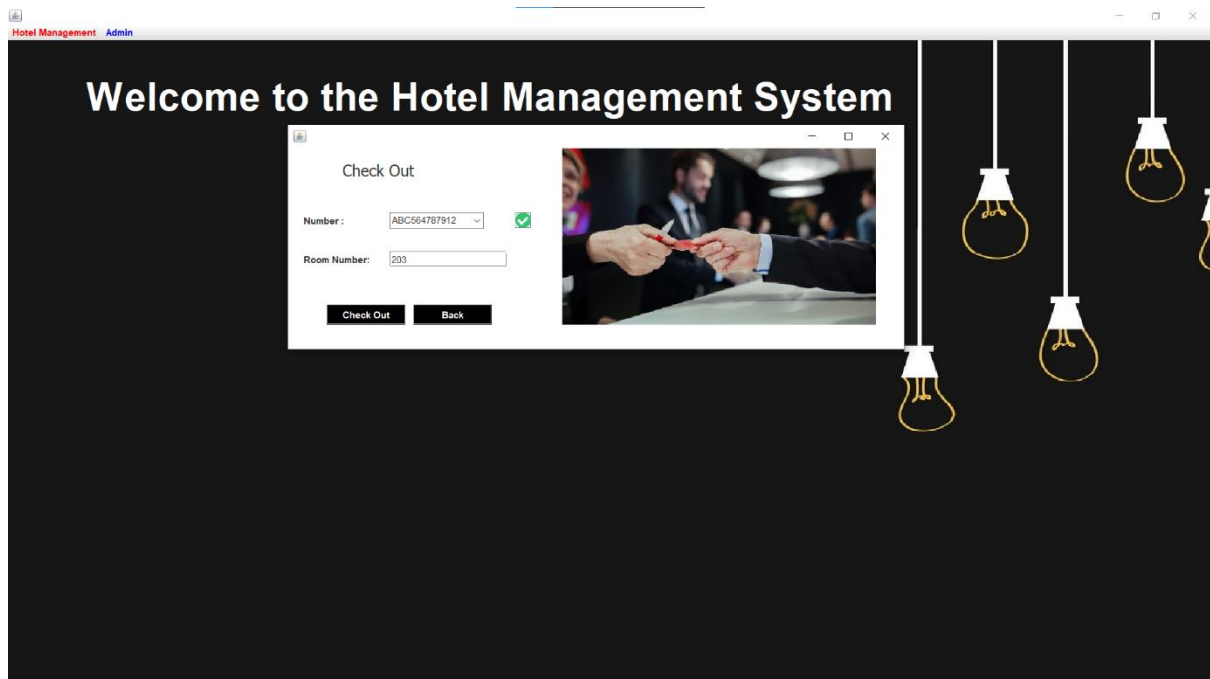 Hotel Management Admin
Welcome to the Hotel Management System
Check Out
Number : ABC564787912
Room Number: 203
Check Out Back